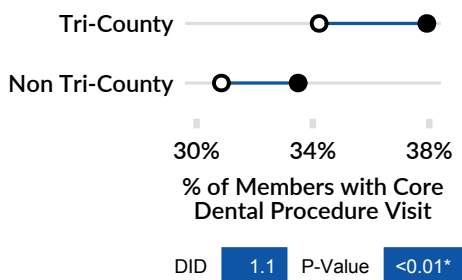 Tri-County
Non Tri-County
30% 34% 38%
% of Members with Core
Dental Procedure Visit
DID 1.1 P-Value <0.01*